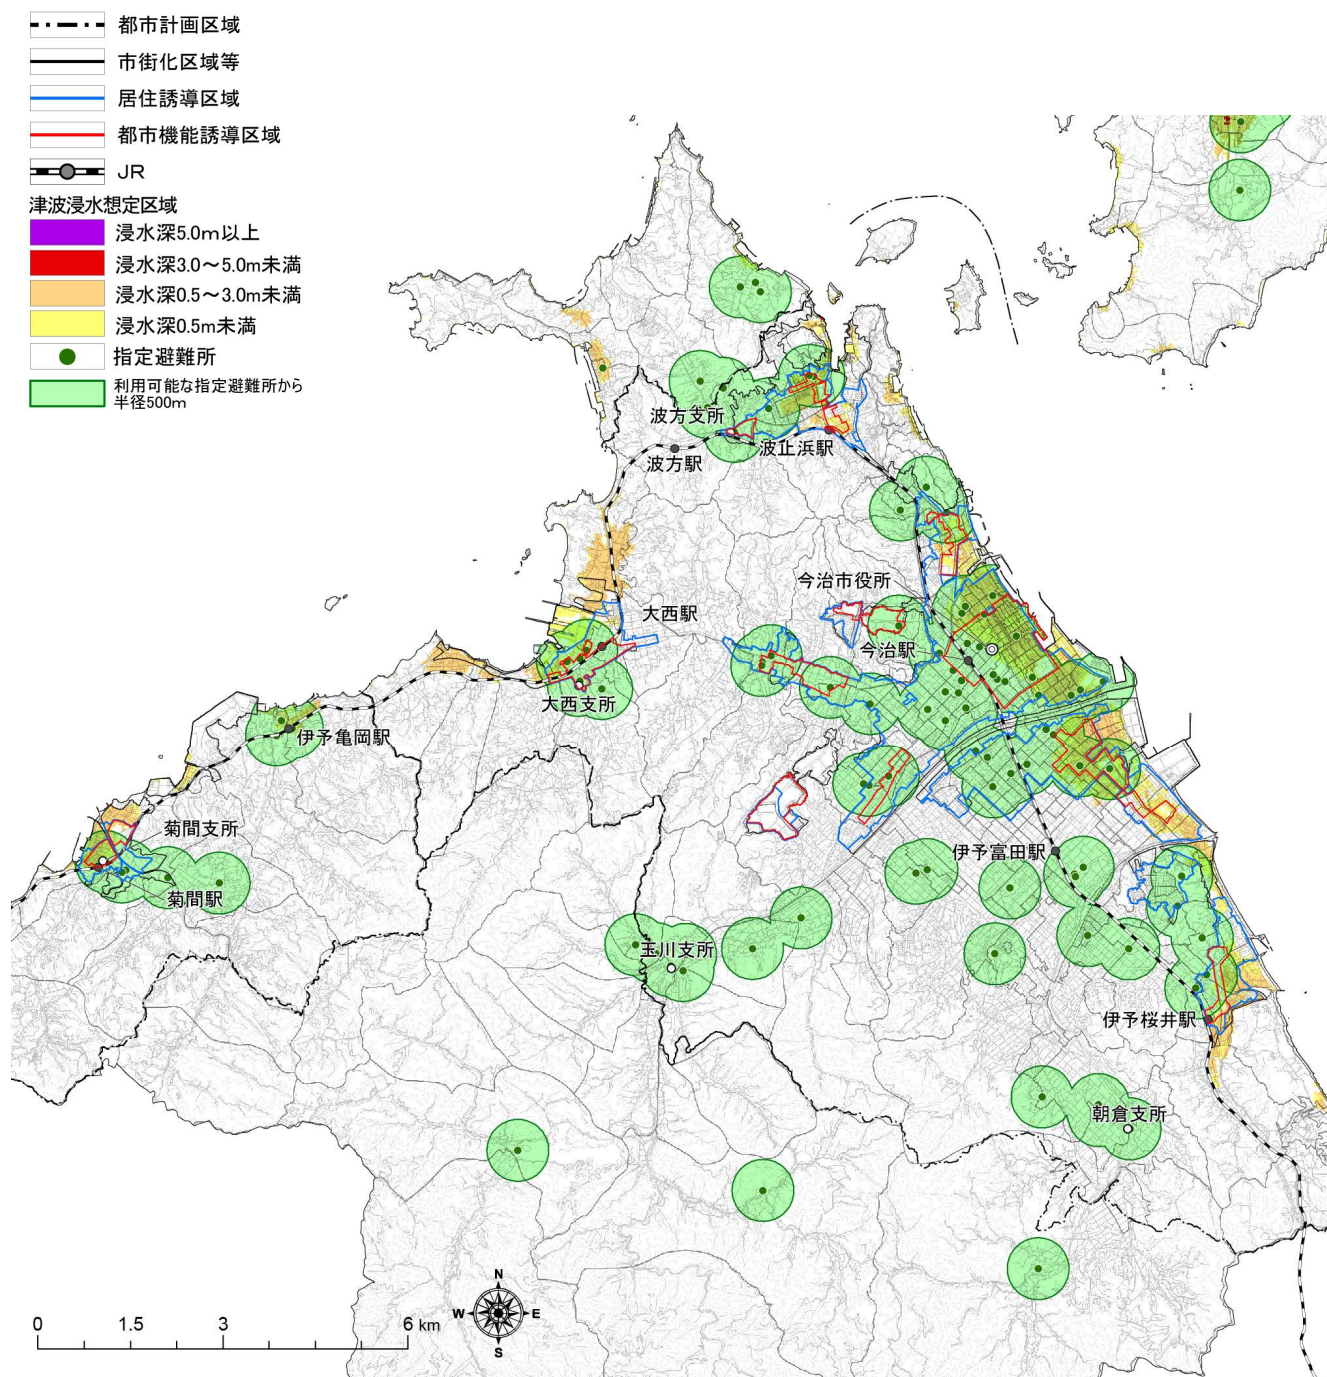 都市計画区域
市街化区域等
居住誘導区域
都市機能誘導区域
JR
津波浸水想定区域
浸水深5.0m以上
浸水深3.0～5.0m未満
浸水深0.5～3.0m未満
浸水深0.5m未満
指定避難所
利用可能な指定避難所から
半径500m
波方支所
波止浜駅
波方駅
今治市役所
大西駅
今治駅
大西支所
伊予亀岡駅
菊間支所
伊予富田駅
菊間駅
玉川支所
伊予桜井駅
朝倉支所
N
W
E
S
0
1.5
3
6 km